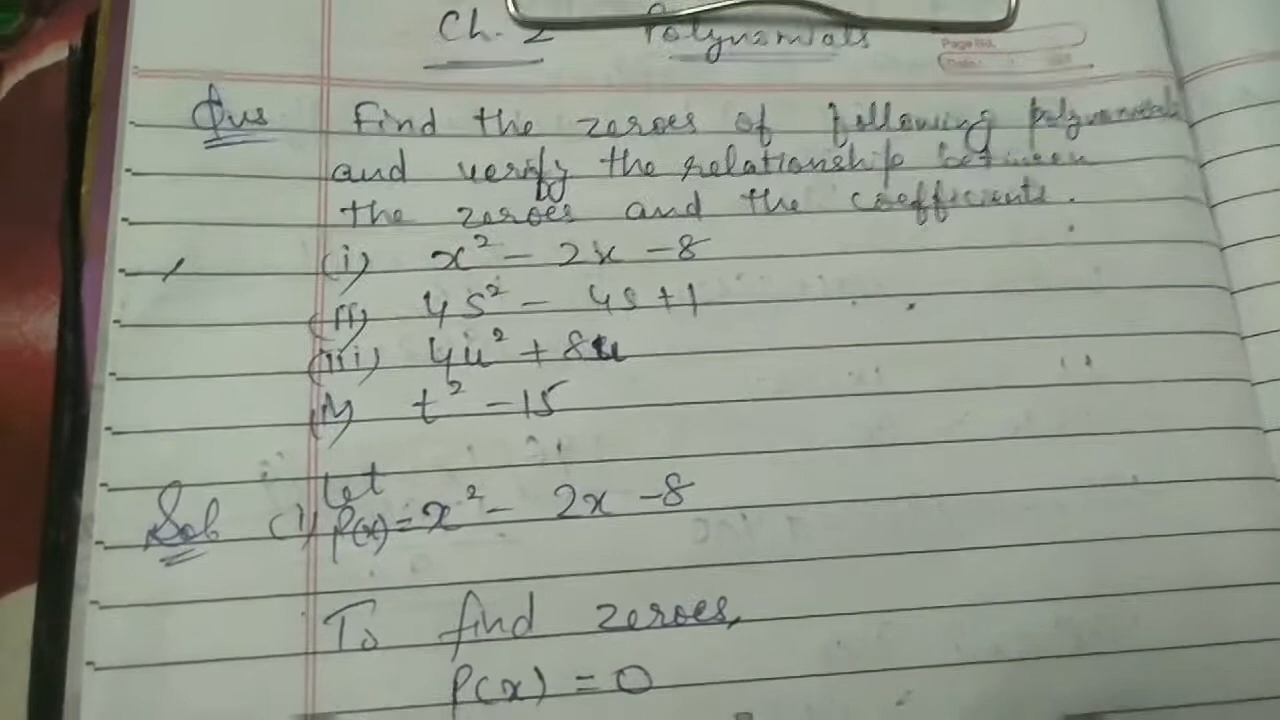 Ch. 2 Polynomials
Page No.
Date:
Qus Find the zeroes of following polynomials
and verify the relationship between
the zeroes and the coefficients.
(i) x² - 2x - 8
(ii) 4s² - 4s + 1
(iii) 4u² + 8u
(iv) t² - 15
Let
Sol (i) P(x) = x² - 2x - 8
To find zeroes,
P(x) = 0